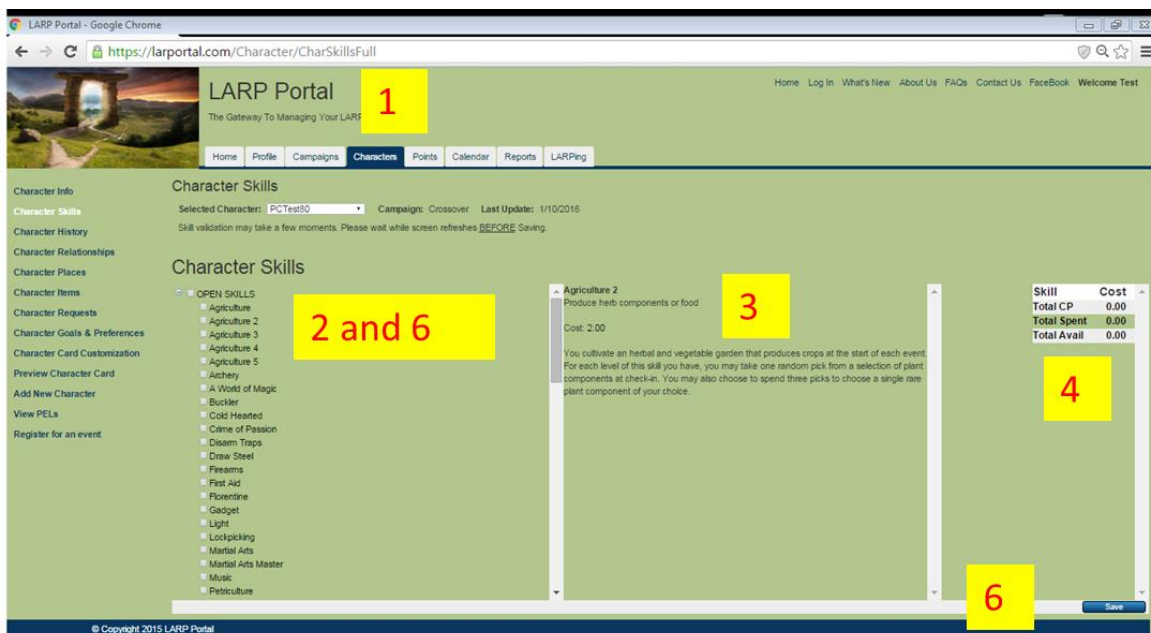 LARP Portal - Google Chrome
https://larportal.com/Character/CharSkillsFull
LARP Portal
1
Home Log In What's New About Us FAQs Contact Us FaceBook Welcome Test
The Gateway To Managing Your LARP
Home Profile Campaigns Characters Points Calendar Reports LARPing
Character Info
Character Skills
Character History
Character Relationships
Character Places
Character Items
Character Requests
Character Goals & Preferences
Character Card Customization
Preview Character Card
Add New Character
View PELs
Register for an event
Character Skills
Selected Character: PCTest80 Campaign: Crossover Last Update: 1/10/2016
Skill validation may take a few moments. Please wait while screen refreshes BEFORE Saving.
Character Skills
OPEN SKILLS
Agriculture
Agriculture 2
Agriculture 3
Agriculture 4
Agriculture 5
Archery
A World of Magic
Buckler
Cold Hearted
Crime of Passion
Disarm Traps
Draw Steel
Firearms
First Aid
Florentine
Gadget
Light
Lockpicking
Martial Arts
Martial Arts Master
Music
Petriculture
2 and 6
Agriculture 2
Produce herb components or food
Cost: 2.00
You cultivate an herbal and vegetable garden that produces crops at the start of each event.
For each level of this skill you have, you may take one random pick from a selection of plant
components at check-in. You may also choose to spend three picks to choose a single rare
plant component of your choice.
3
Skill Cost
Total CP 0.00
Total Spent 0.00
Total Avail 0.00
4
6
Save
© Copyright 2015 LARP Portal